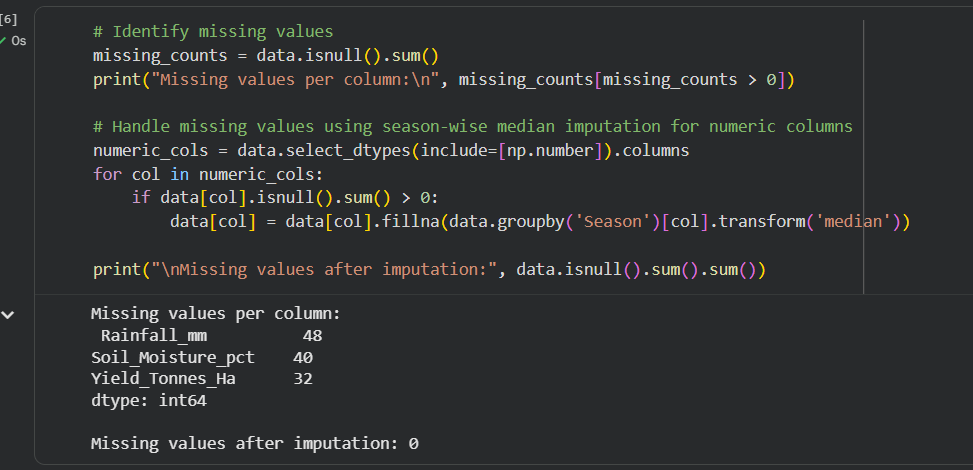 [6]
0s
# Identify missing values
missing_counts = data.isnull().sum()
print("Missing values per column:\n", missing_counts[missing_counts > 0])
# Handle missing values using season-wise median imputation for numeric columns
numeric_cols = data.select_dtypes(include=[np.number]).columns
for col in numeric_cols:
    if data[col].isnull().sum() > 0:
        data[col] = data[col].fillna(data.groupby('Season')[col].transform('median'))
print("\nMissing values after imputation:", data.isnull().sum().sum())
Missing values per column:
 Rainfall_mm          48
Soil_Moisture_pct    40
Yield_Tonnes_Ha      32
dtype: int64
Missing values after imputation: 0